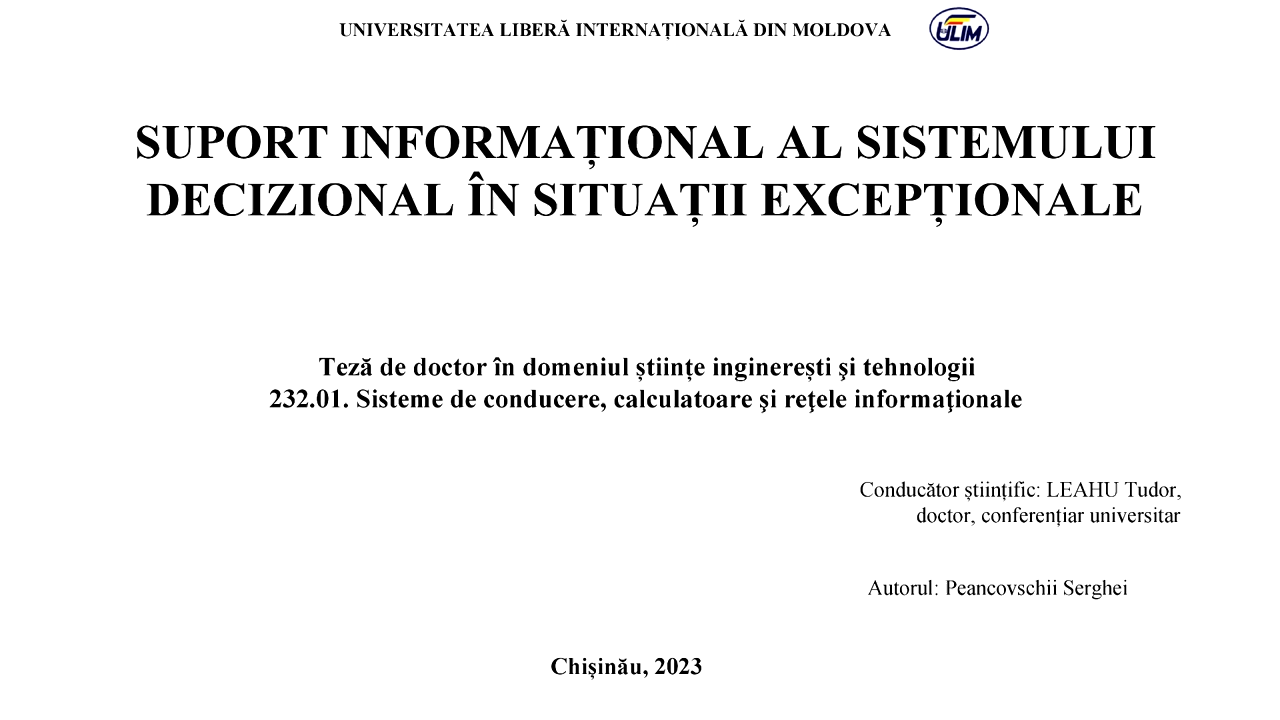 UNIVERSITATEA LIBERĂ INTERNAȚIONALĂ DIN MOLDOVA
ULIM
SUPORT INFORMAȚIONAL AL SISTEMULUI
DECIZIONAL ÎN SITUAȚII EXCEPȚIONALE
Teză de doctor în domeniul științe inginerești şi tehnologii
232.01. Sisteme de conducere, calculatoare şi reţele informaţionale
Conducător științific: LEAHU Tudor,
doctor, conferențiar universitar
Autorul: Peancovschii Serghei
Chișinău, 2023